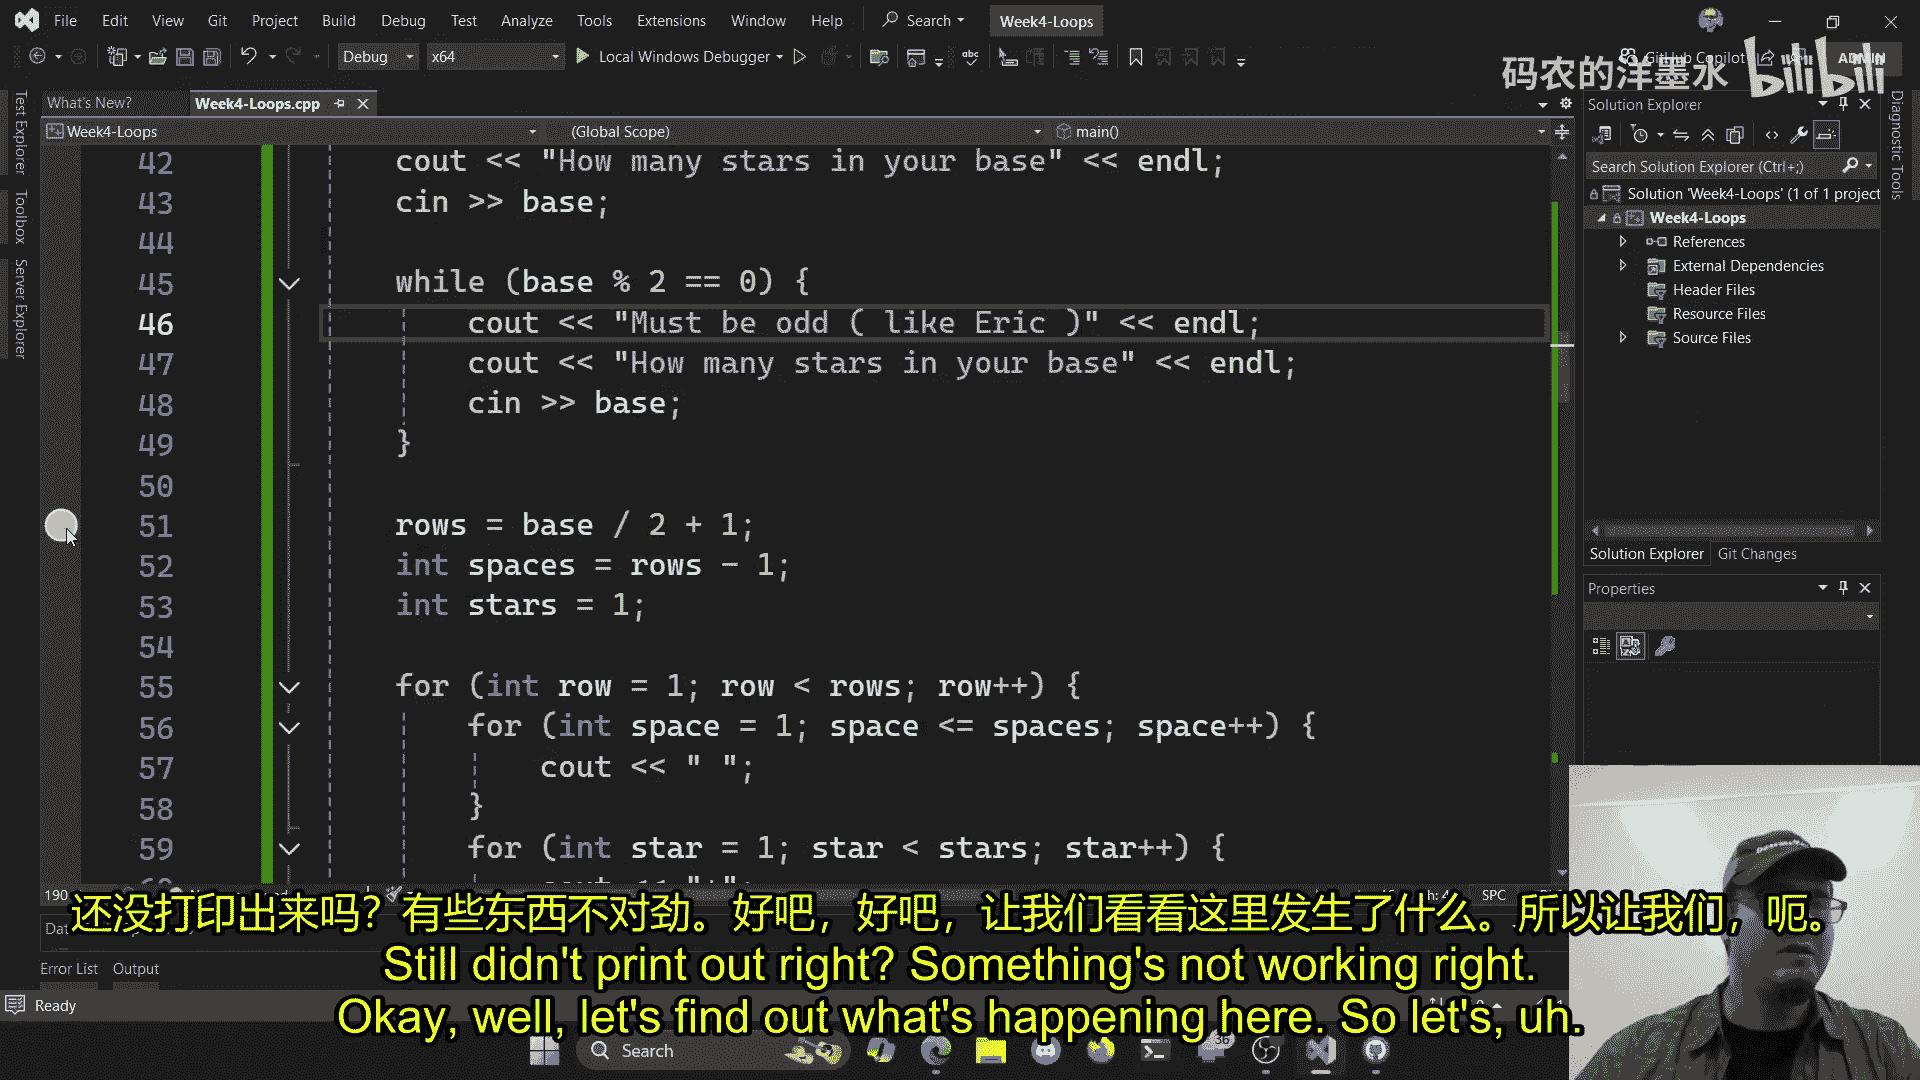 File Edit View Git Project Build Debug Test Analyze Tools Extensions Window Help Search Week4-Loops
Debug x64 Local Windows Debugger GitHub Copilot ADMIN
码农的洋墨水 bilibili
What's New? Week4-Loops.cpp
Week4-Loops (Global Scope) main()
Test Explorer
Toolbox
Server Explorer
42 cout << "How many stars in your base" << endl;
43 cin >> base;
44
45 while (base % 2 == 0) {
46 cout << "Must be odd ( like Eric )" << endl;
47 cout << "How many stars in your base" << endl;
48 cin >> base;
49 }
50
51 rows = base / 2 + 1;
52 int spaces = rows - 1;
53 int stars = 1;
54
55 for (int row = 1; row < rows; row++) {
56 for (int space = 1; space <= spaces; space++) {
57 cout << " ";
58 }
59 for (int star = 1; star < stars; star++) {
Solution Explorer
Search Solution Explorer (Ctrl+;)
Solution 'Week4-Loops' (1 of 1 project
Week4-Loops
References
External Dependencies
Header Files
Resource Files
Source Files
Solution Explorer Git Changes
Properties
Diagnostic Tools
190 SPC
还没打印出来吗？有些东西不对劲。好吧，好吧，让我们看看这里发生了什么。所以让我们，呃。
Still didn't print out right? Something's not working right.
Okay, well, let's find out what's happening here. So let's, uh.
Error List Output
Ready
Search
36